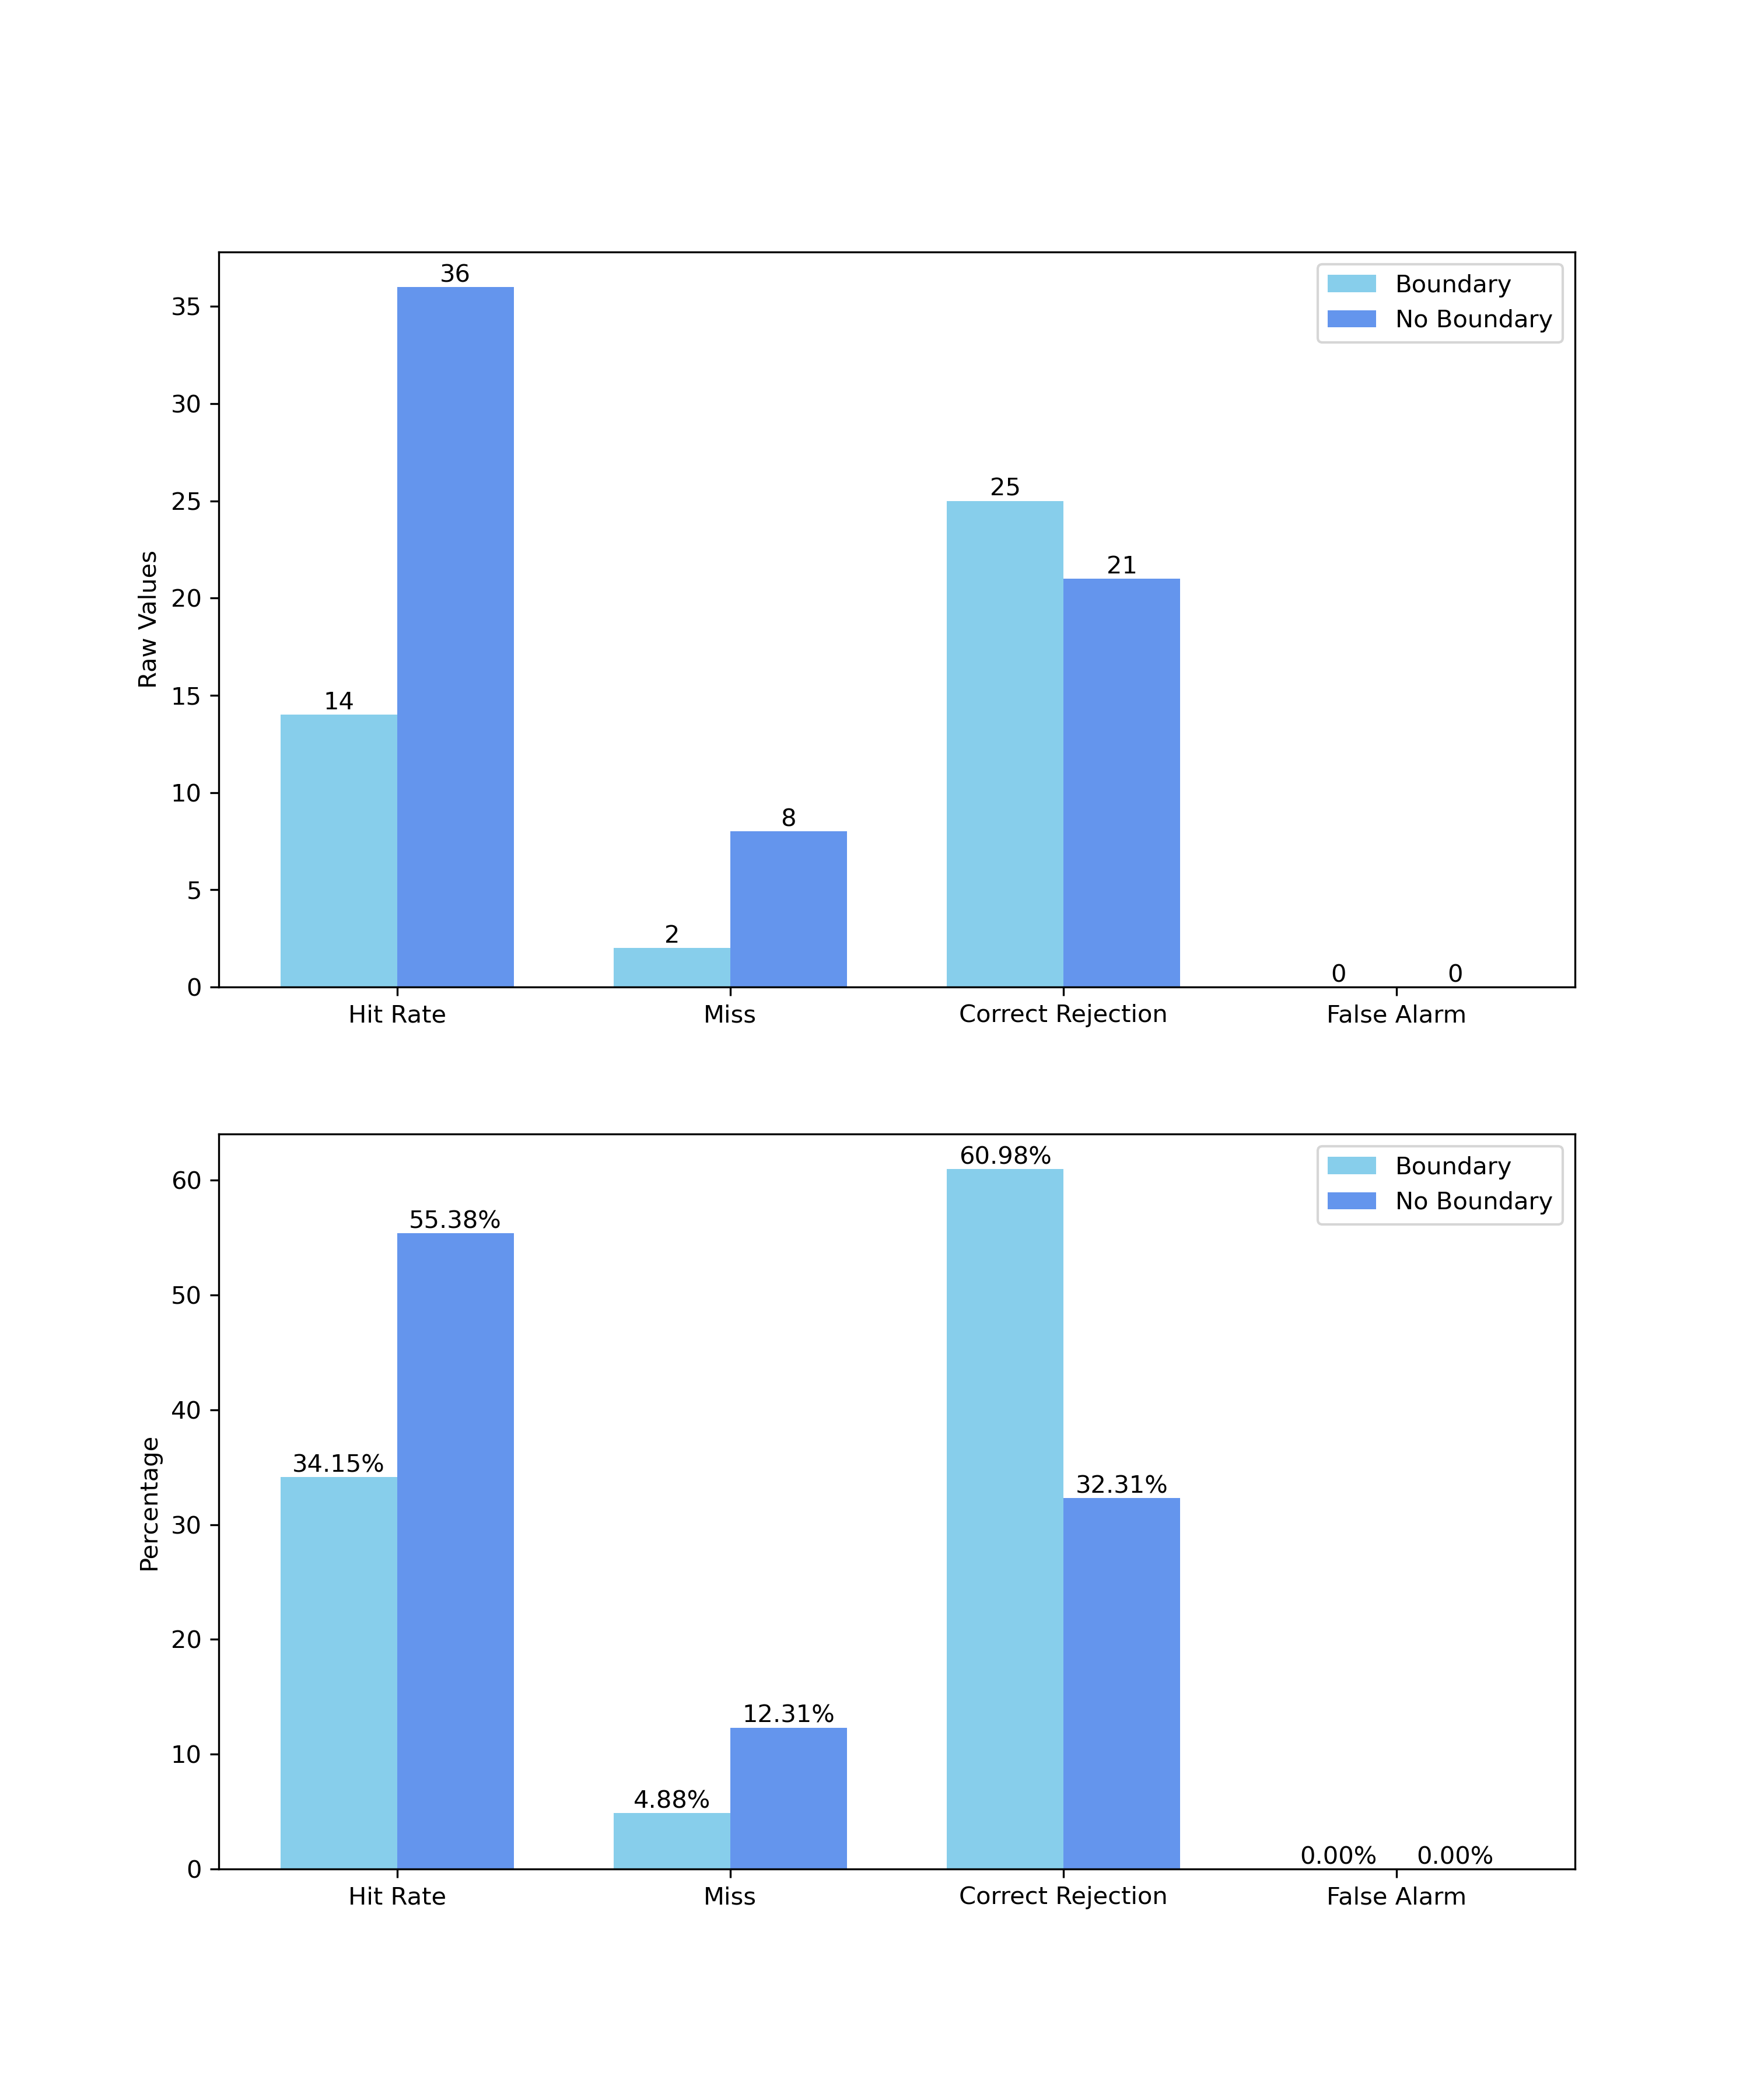 36
35
Boundary
No Boundary
30
25
25
21
20
Raw Values
15
14
10
8
5
2
0
0
0
Hit Rate
Miss
Correct Rejection
False Alarm
60.98%
Boundary
No Boundary
60
55.38%
50
40
Percentage
34.15%
32.31%
30
20
12.31%
10
4.88%
0.00%
0.00%
0
Hit Rate
Miss
Correct Rejection
False Alarm